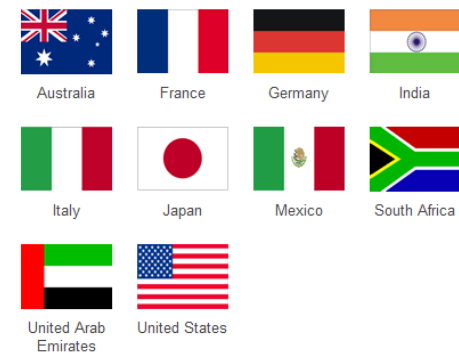 Australia
France
Germany
India
Italy
Japan
Mexico
South Africa
United Arab
Emirates
United States